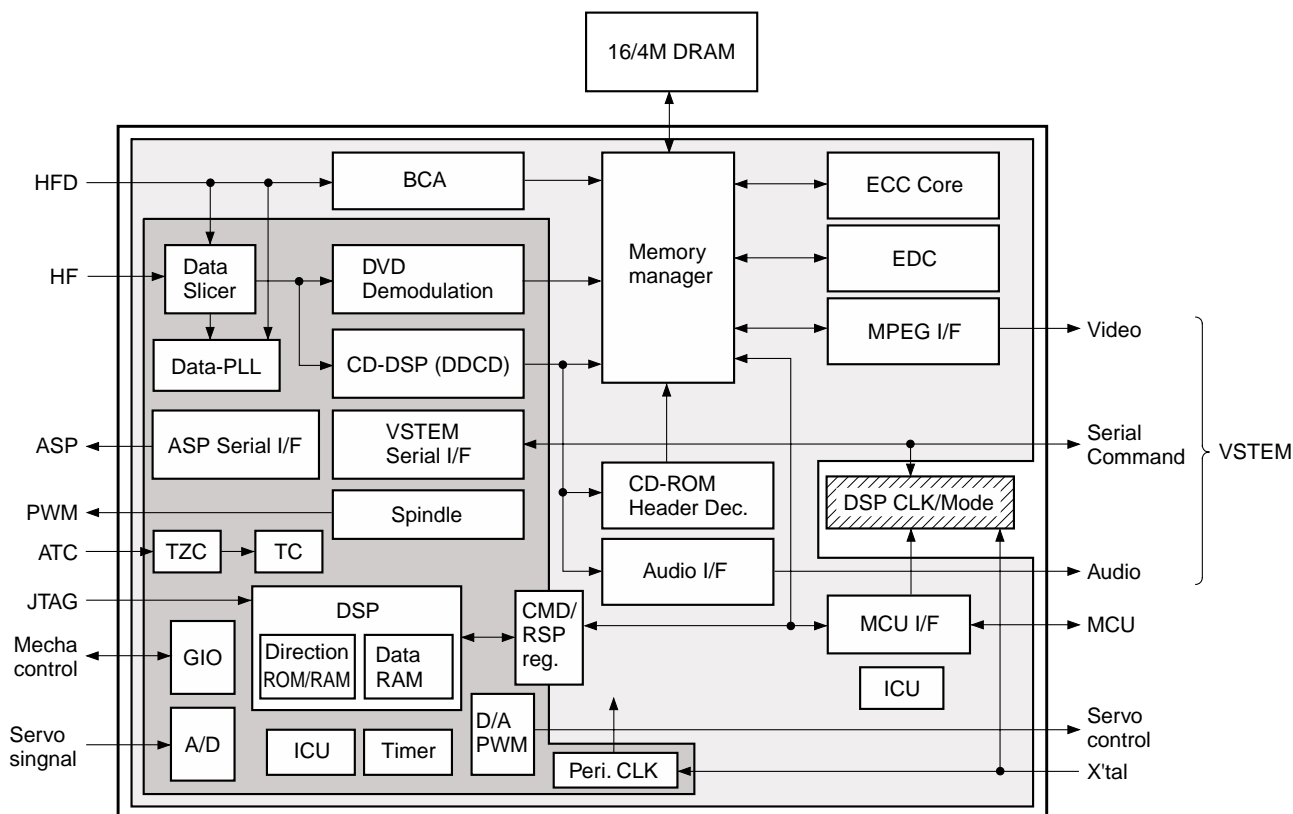 16/4M DRAM
HFD
BCA
ECC Core
HF
Data
Slicer
DVD
Demodulation
Memory
manager
EDC
MPEG I/F
Video
Data-PLL
CD-DSP (DDCD)
ASP
ASP Serial I/F
VSTEM
Serial I/F
Serial
Command
VSTEM
CD-ROM
Header Dec.
DSP CLK/Mode
PWM
Spindle
ATC
TZC
TC
Audio I/F
Audio
JTAG
DSP
CMD/
RSP
reg.
MCU I/F
MCU
Mecha
control
GIO
Direction
ROM/RAM
Data
RAM
ICU
Servo
singnal
A/D
ICU
Timer
D/A
PWM
Servo
control
Peri. CLK
X'tal